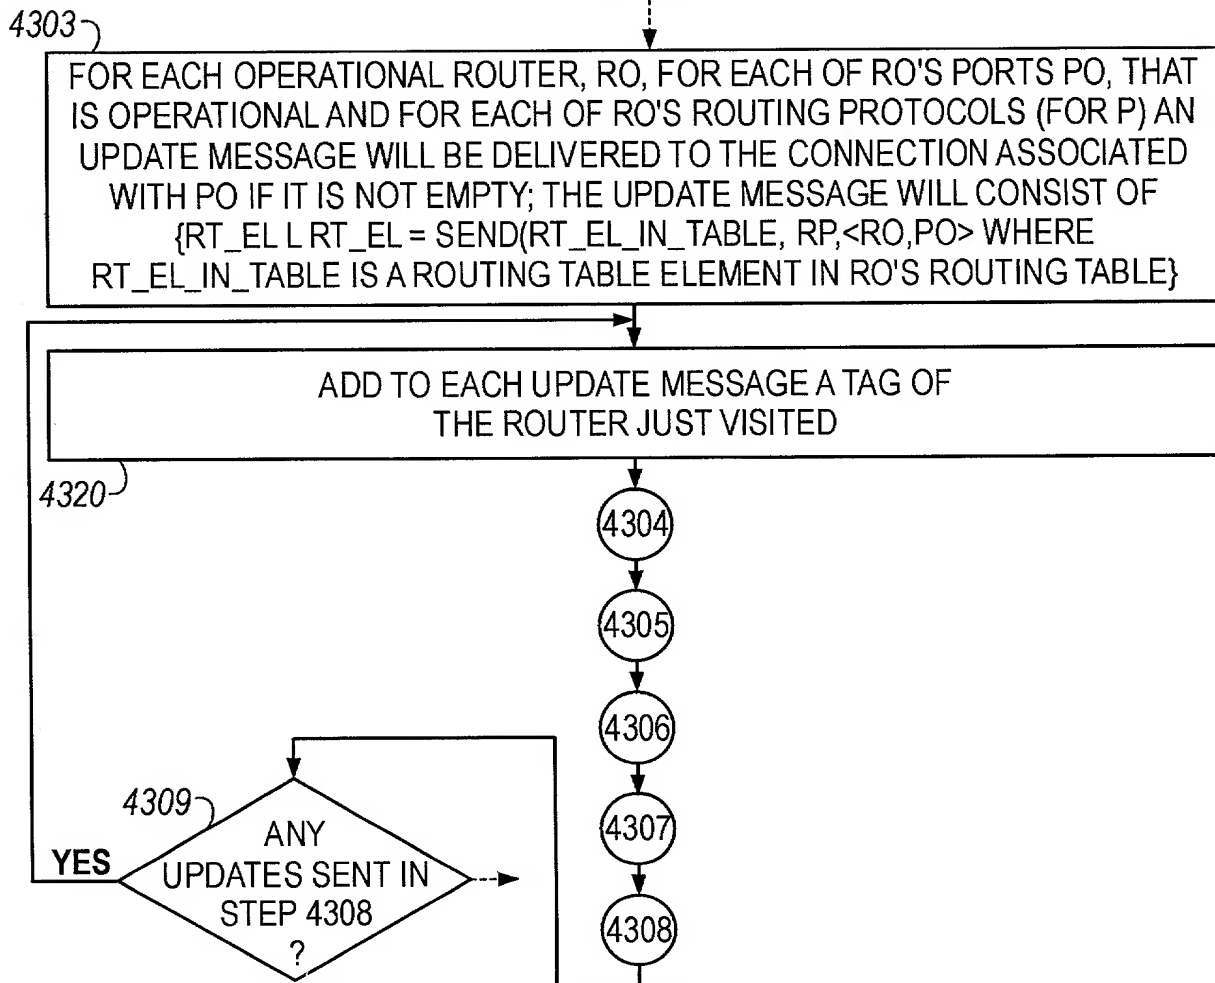 4303
FOR EACH OPERATIONAL ROUTER, RO, FOR EACH OF RO'S PORTS PO, THAT
IS OPERATIONAL AND FOR EACH OF RO'S ROUTING PROTOCOLS (FOR P) AN
UPDATE MESSAGE WILL BE DELIVERED TO THE CONNECTION ASSOCIATED
WITH PO IF IT IS NOT EMPTY; THE UPDATE MESSAGE WILL CONSIST OF
{RT_EL L RT_EL = SEND(RT_EL_IN_TABLE, RP,<RO,PO> WHERE
RT_EL_IN_TABLE IS A ROUTING TABLE ELEMENT IN RO'S ROUTING TABLE}
ADD TO EACH UPDATE MESSAGE A TAG OF
THE ROUTER JUST VISITED
4320
4304
4305
4306
4307
4308
4309
YES
ANY
UPDATES SENT IN
STEP 4308
?